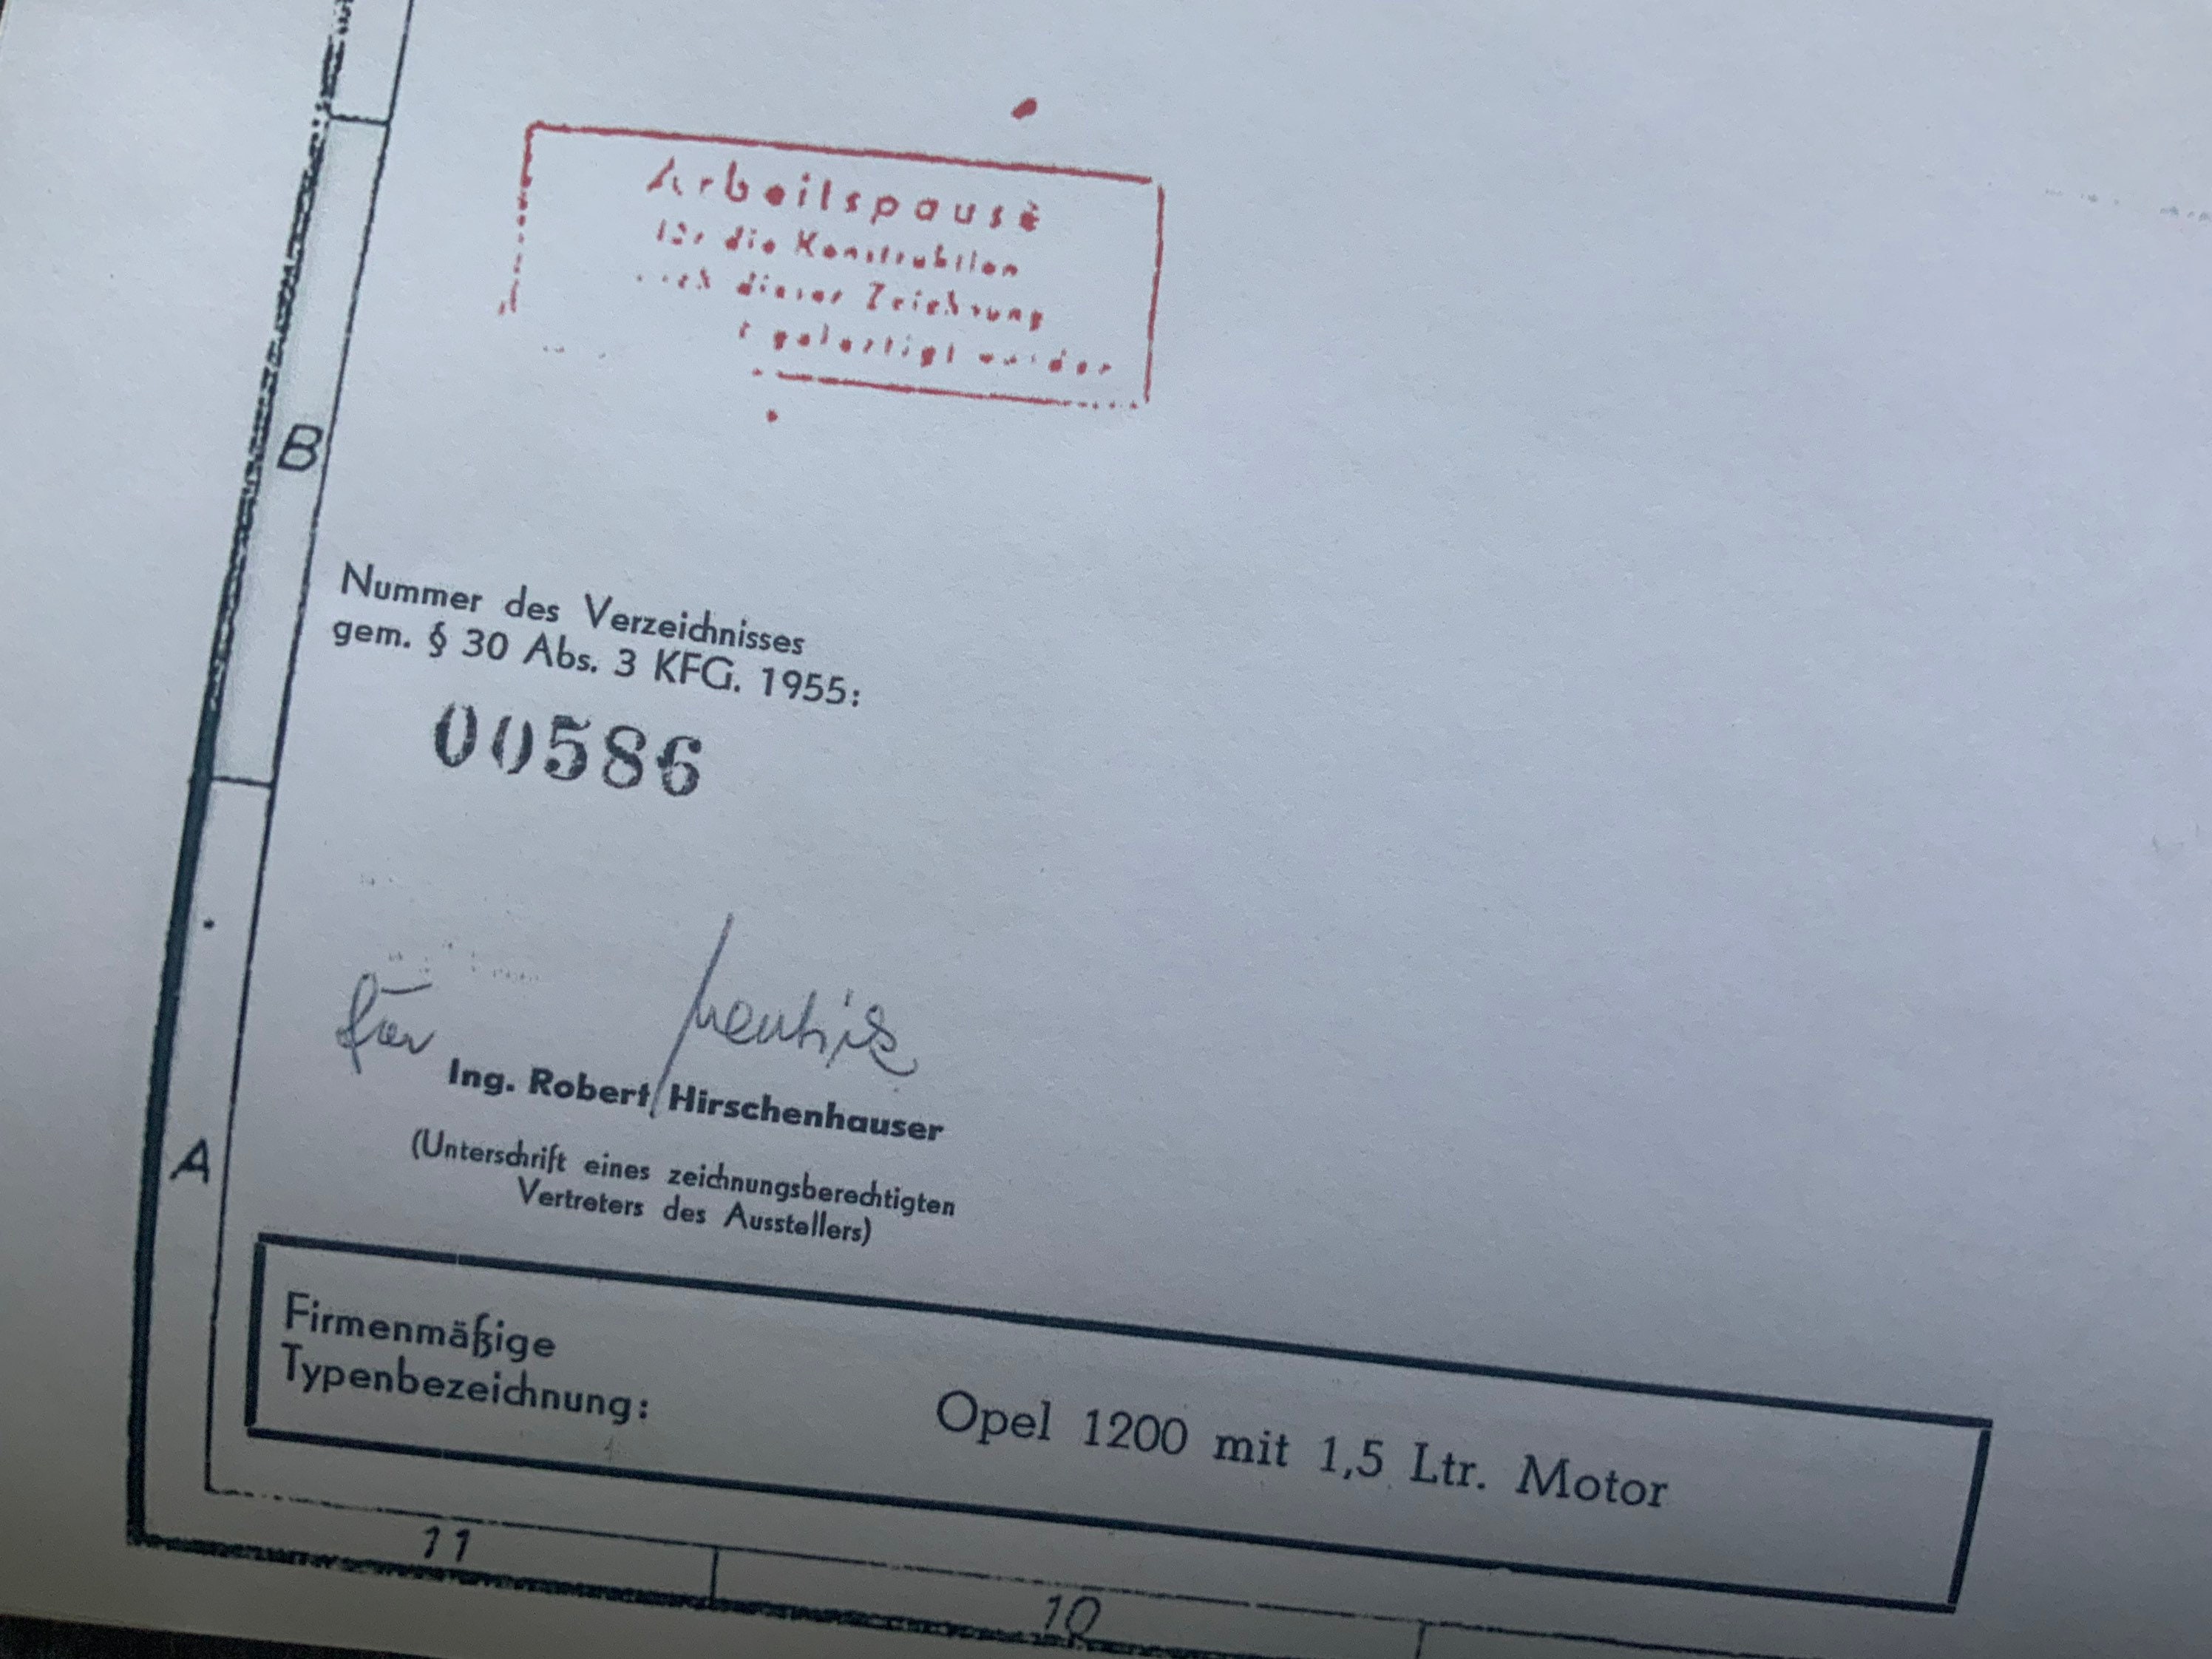 Arbeitspause
für die Konstruktion
dieser Zeichnung
gefertigt werden
B
Nummer des Verzeichnisses
gem. § 30 Abs. 3 KFG. 1955:
00586
für
Ing. Robert Hirschenhauser
(Unterschrift eines zeichnungsberechtigten
Vertreters des Ausstellers)
A
Firmenmäßige
Typenbezeichnung:
Opel 1200 mit 1,5 Ltr. Motor
11
10